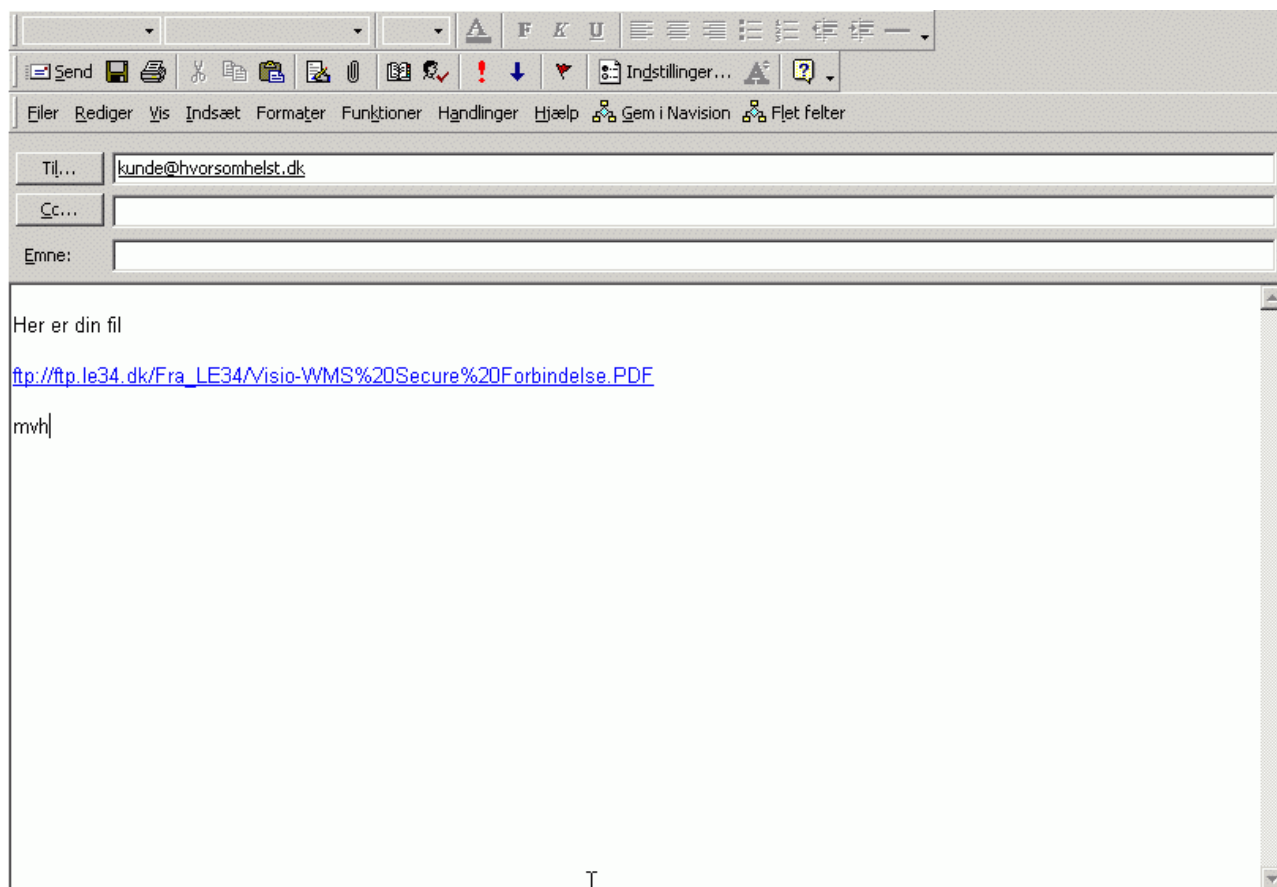 A F K U
Send Indstillinger... A
Filer Rediger Vis Indsæt Formater Funktioner Handlinger Hjælp Gem i Navision Flet felter
Til... kunde@hvorsomhelst.dk
Cc...
Emne:
Her er din fil
ftp://ftp.le34.dk/Fra_LE34/Visio-WMS%20Secure%20Forbindelse.PDF
mvh